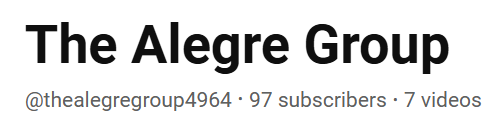 The Alegre Group
@thealegregroup4964 · 97 subscribers · 7 videos